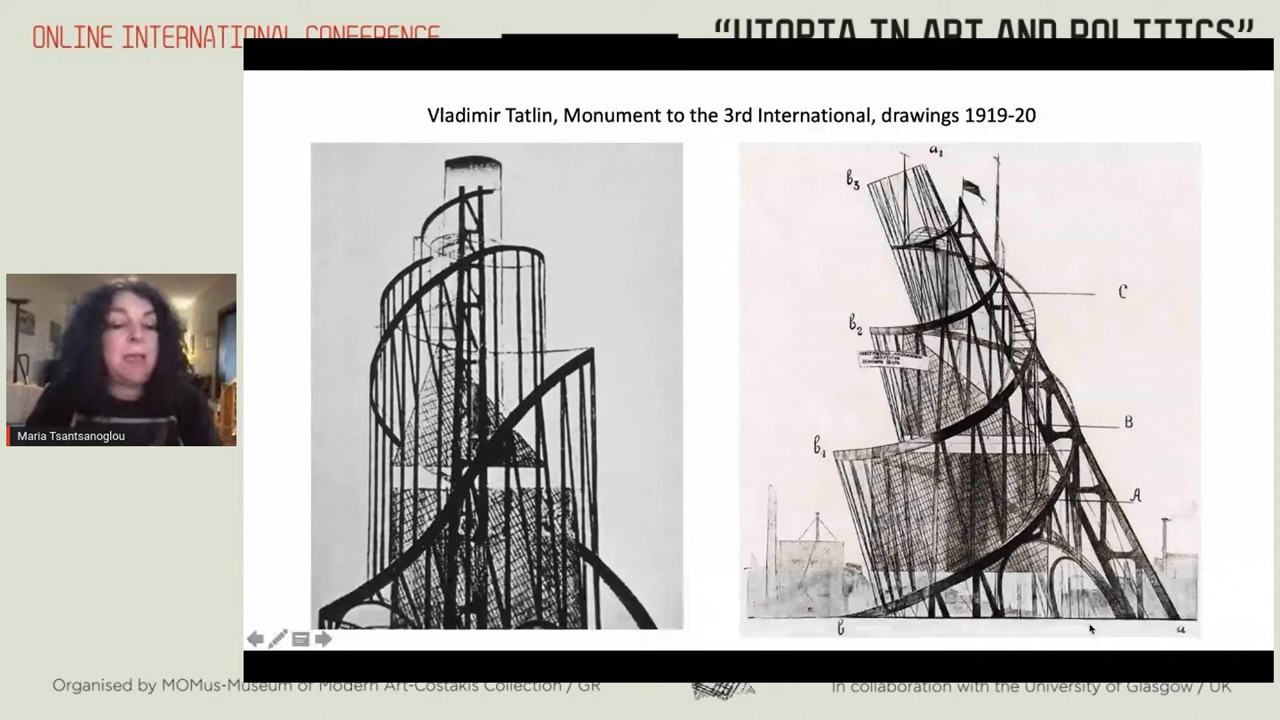 ONLINE INTERNATIONAL CONFERENCE
“UTOPIA IN ART AND POLITICS”
Vladimir Tatlin, Monument to the 3rd International, drawings 1919-20
a₁
b₃
C
b₂
B
b₁
A
b
a
Maria Tsantsanoglou
Organised by MOMus-Museum of Modern Art-Costakis Collection / GR
In collaboration with the University of Glasgow / UK